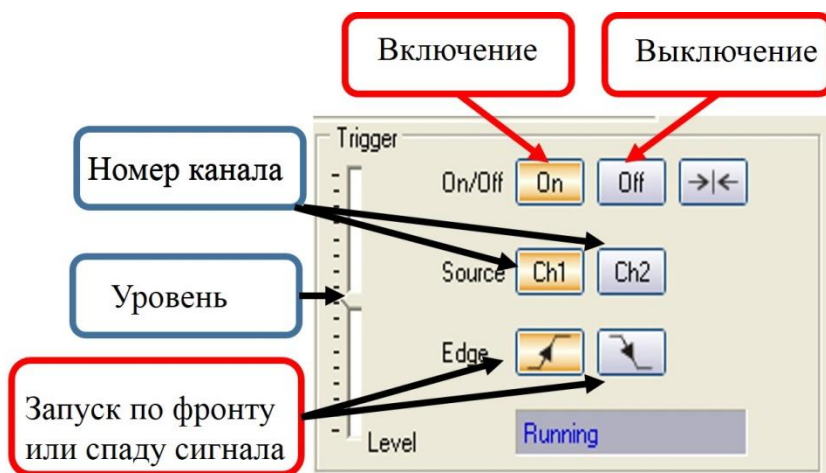 Включение
Выключение
Trigger
Номер канала
On/Off On Off
Source Ch1 Ch2
Уровень
Edge
Запуск по фронту
или спаду сигнала
Level
Running